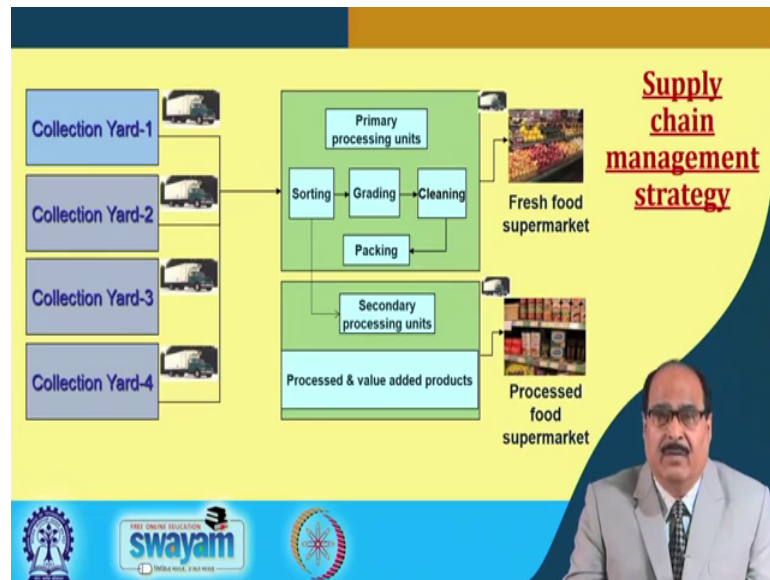 Supply
chain
management
strategy
Collection Yard-1
Collection Yard-2
Collection Yard-3
Collection Yard-4
Primary
processing units
Sorting
Grading
Cleaning
Packing
Secondary
processing units
Processed & value added products
Fresh food
supermarket
Processed
food
supermarket
FREE ONLINE EDUCATION
swayam